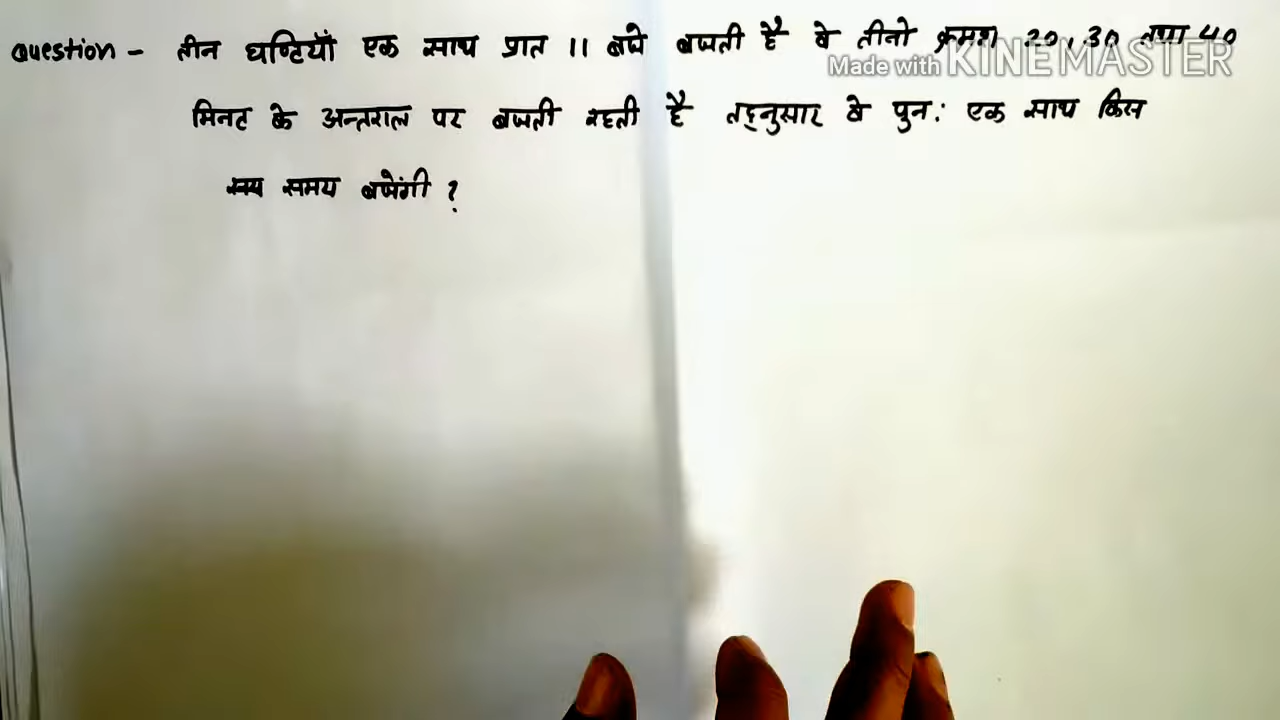 Question - तीन घण्टियाँ एक साथ प्रात 11 बजे बजती है वे तीनो क्रमश 20, 30 तथा 40
Made with KINEMASTER
मिनट के अन्तराल पर बजती रहती है तद्नुसार वे पुन: एक साथ किस
समय बजेंगी ?